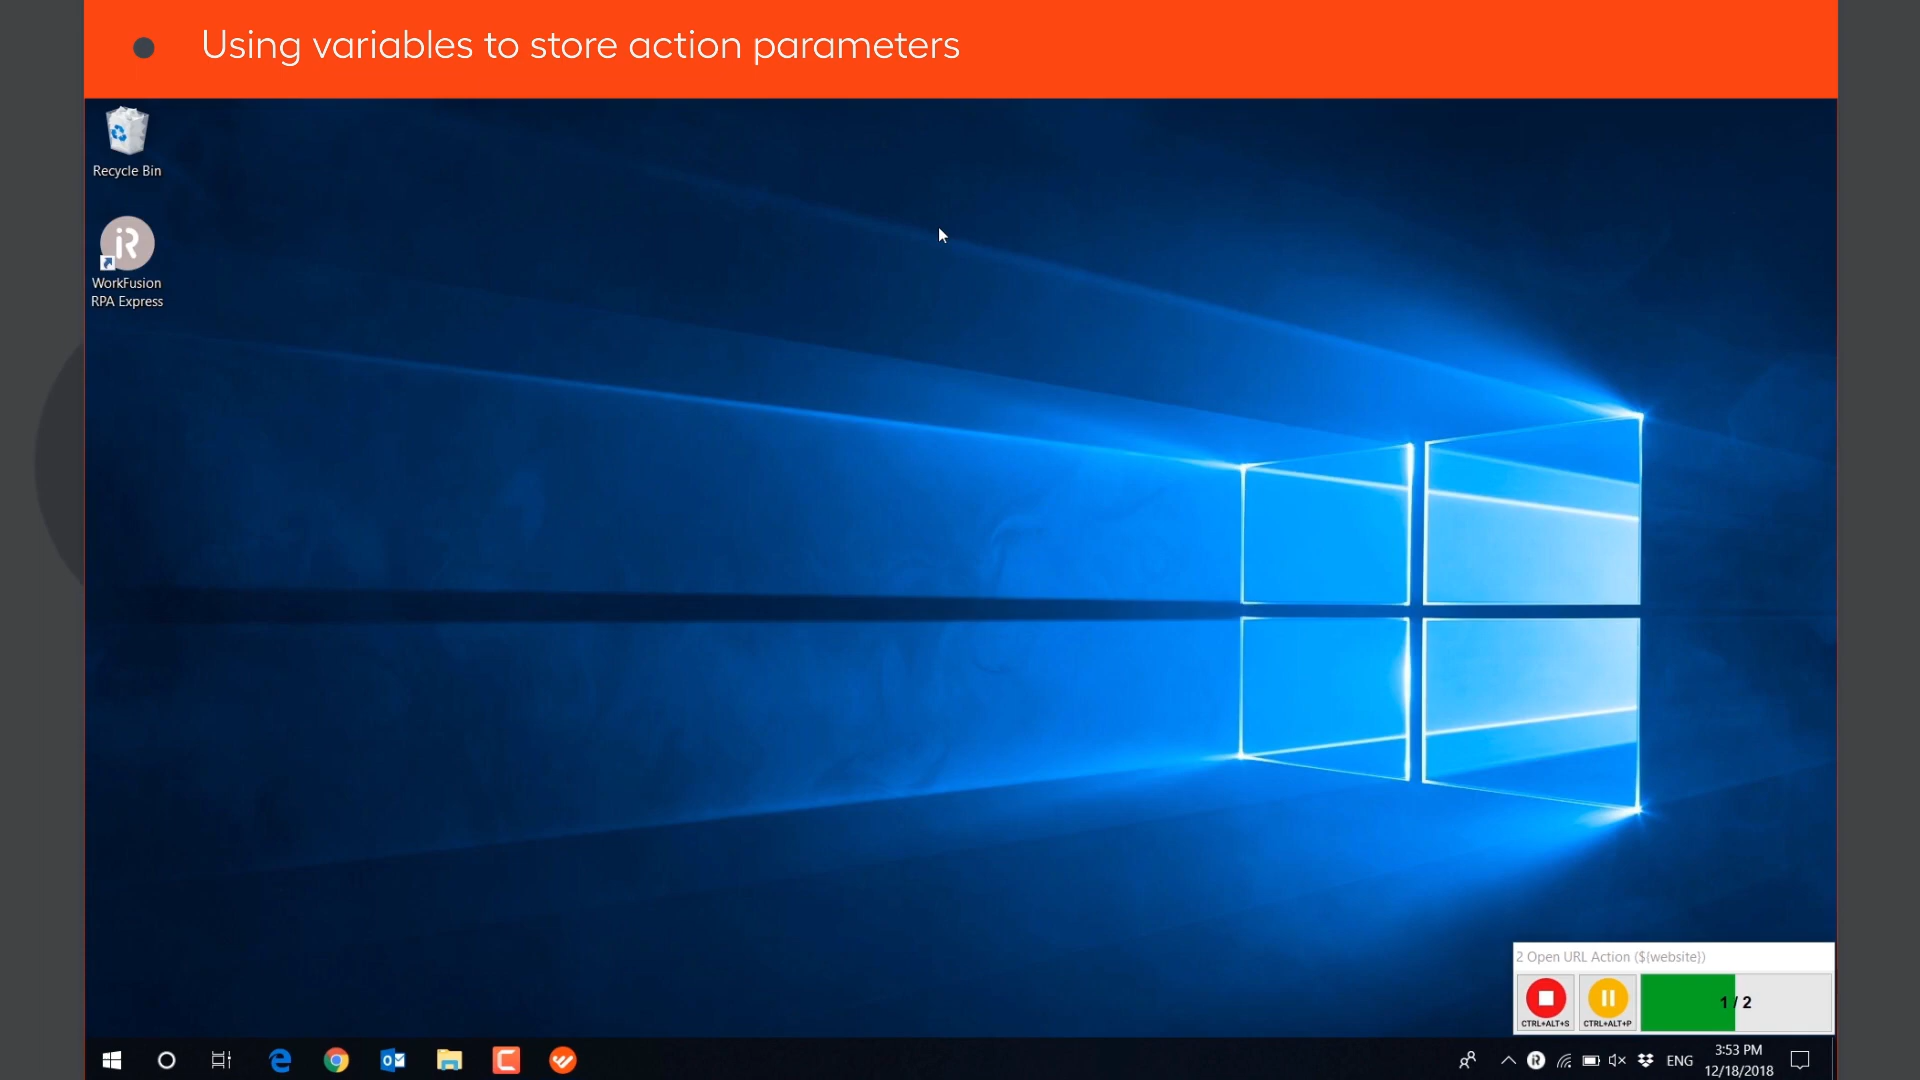 Using variables to store action parameters
Recycle Bin
WorkFusion
RPA Express
2 Open URL Action (${website})
CTRL+ALT+S
CTRL+ALT+P
1 / 2
ENG
3:53 PM
12/18/2018